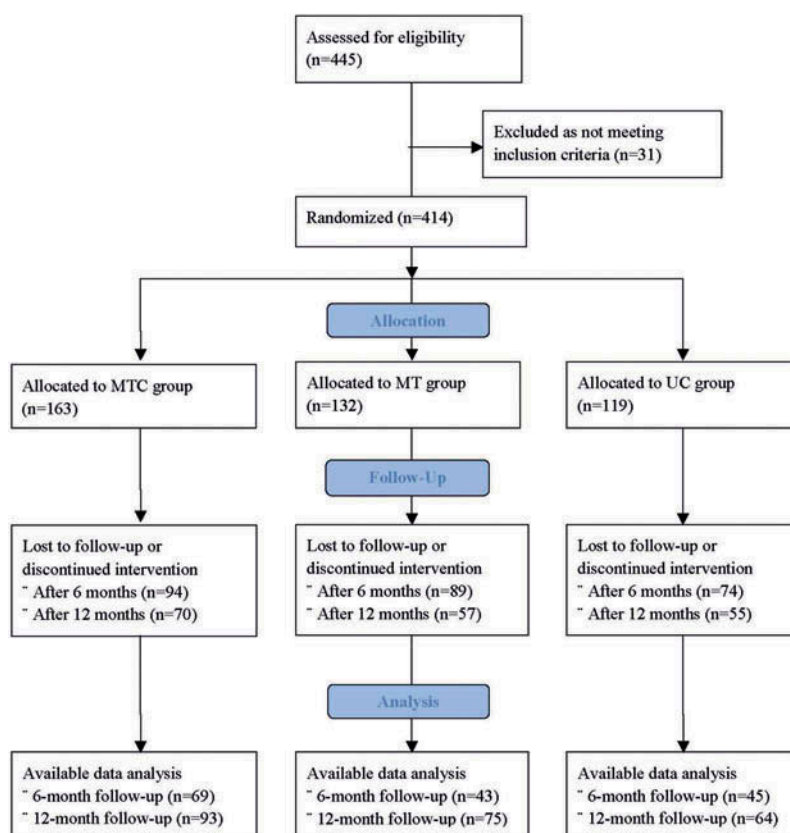 Assessed for eligibility
(n=445)
Excluded as not meeting
inclusion criteria (n=31)
Randomized (n=414)
Allocation
Allocated to MTC group
(n=163)
Allocated to MT group
(n=132)
Allocated to UC group
(n=119)
Follow-Up
Lost to follow-up or
discontinued intervention
¨ After 6 months (n=94)
¨ After 12 months (n=70)
Lost to follow-up or
discontinued intervention
¨ After 6 months (n=89)
¨ After 12 months (n=57)
Lost to follow-up or
discontinued intervention
¨ After 6 months (n=74)
¨ After 12 months (n=55)
Analysis
Available data analysis
¨ 6-month follow-up (n=69)
¨ 12-month follow-up (n=93)
Available data analysis
¨ 6-month follow-up (n=43)
¨ 12-month follow-up (n=75)
Available data analysis
¨ 6-month follow-up (n=45)
¨ 12-month follow-up (n=64)